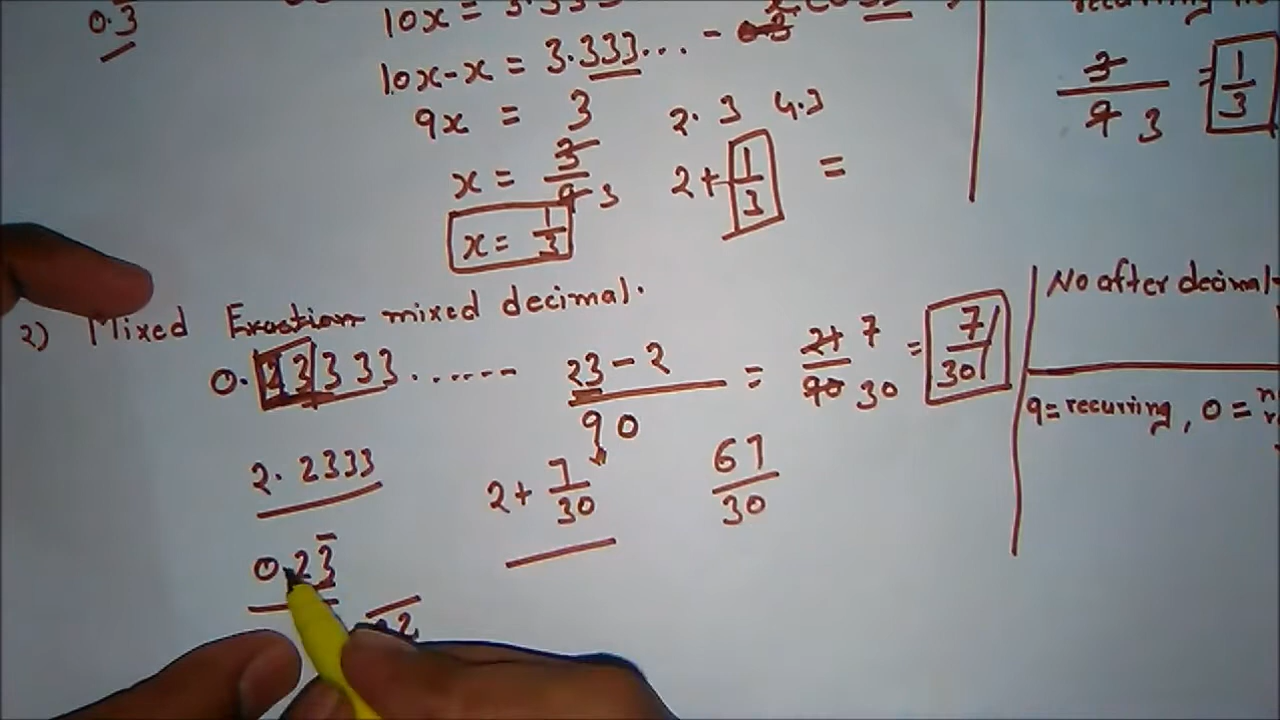 0.3̅
10x = 3.333
10x-x = 3.333... -
9x = 3
x = 3/9 3
x = 1/3
2.3 4.3
2+ 1/3 =
3/9 3 = 1/3
2) Mixed Fraction mixed decimal.
0.23333......
23-2/90 = 21/90 7/30 = 7/30
2.2333
2+ 7/30
67/30
0.23̅
No after decimal
9=recurring, 0=